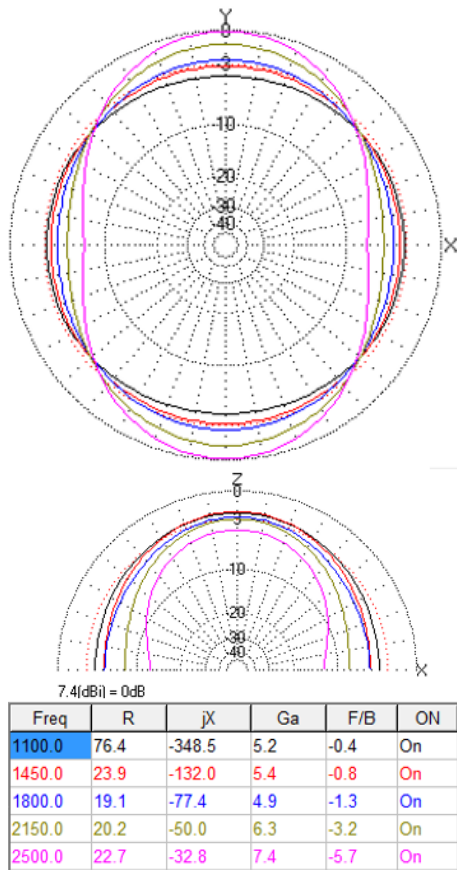 Y
0
-3
-10
-20
-30
-40
X
Z
0
-3
-10
-20
-30
-40
X
7.4(dBi) = 0dB
Freq R jX Ga F/B ON
1100.0 76.4 -348.5 5.2 -0.4 On
1450.0 23.9 -132.0 5.4 -0.8 On
1800.0 19.1 -77.4 4.9 -1.3 On
2150.0 20.2 -50.0 6.3 -3.2 On
2500.0 22.7 -32.8 7.4 -5.7 On